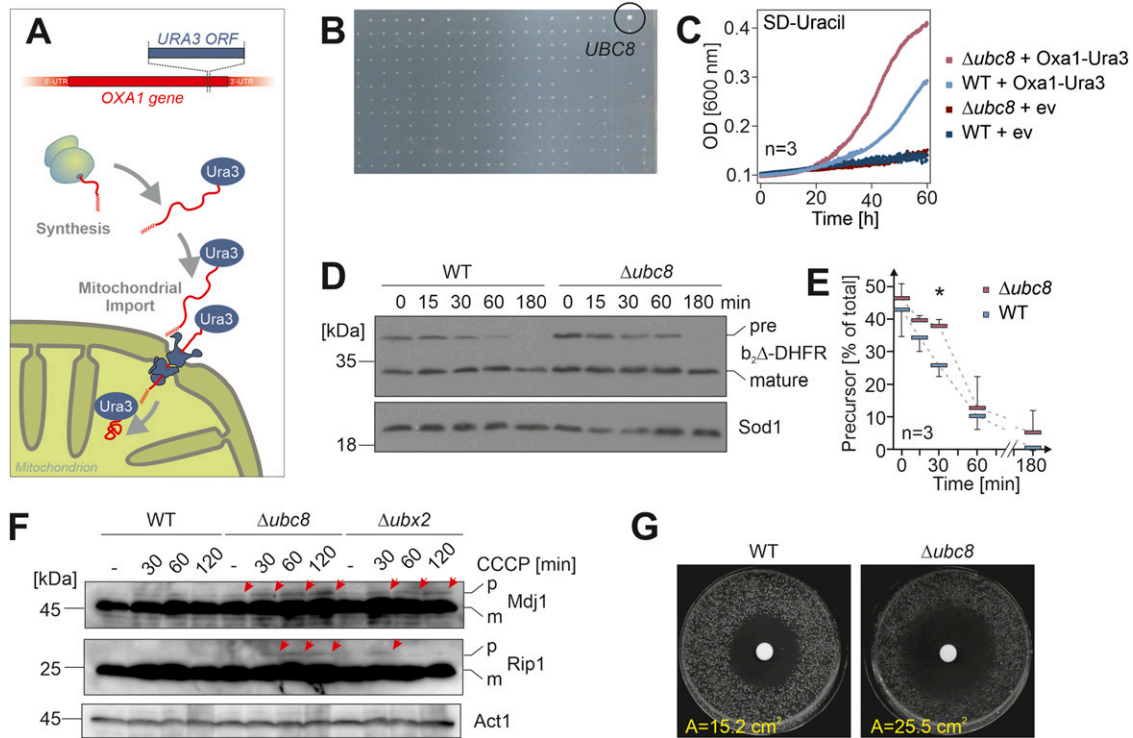 A
URA3 ORF
5'-UTR
3'-UTR
OXA1 gene
Ura3
Synthesis
Ura3
Mitochondrial
Import
Ura3
Ura3
Mitochondrion
B
UBC8
C
SD-Uracil
OD [600 nm]
0.4
0.3
0.2
0.1
n=3
0 20 40 60
Time [h]
Δubc8 + Oxa1-Ura3
WT + Oxa1-Ura3
Δubc8 + ev
WT + ev
D
WT Δubc8
0 15 30 60 180 0 15 30 60 180 min
[kDa]
35
18
pre
b₂Δ-DHFR
mature
Sod1
E
Precursor [% of total]
50
40
30
20
10
0
*
Δubc8
WT
n=3
0 30 60 180
Time [min]
F
WT Δubc8 Δubx2
- 30 60 120 - 30 60 120 - 30 60 120 CCCP [min]
[kDa]
45
p
Mdj1
m
25
p
Rip1
m
45
Act1
G
WT Δubc8
A=15.2 cm²
A=25.5 cm²